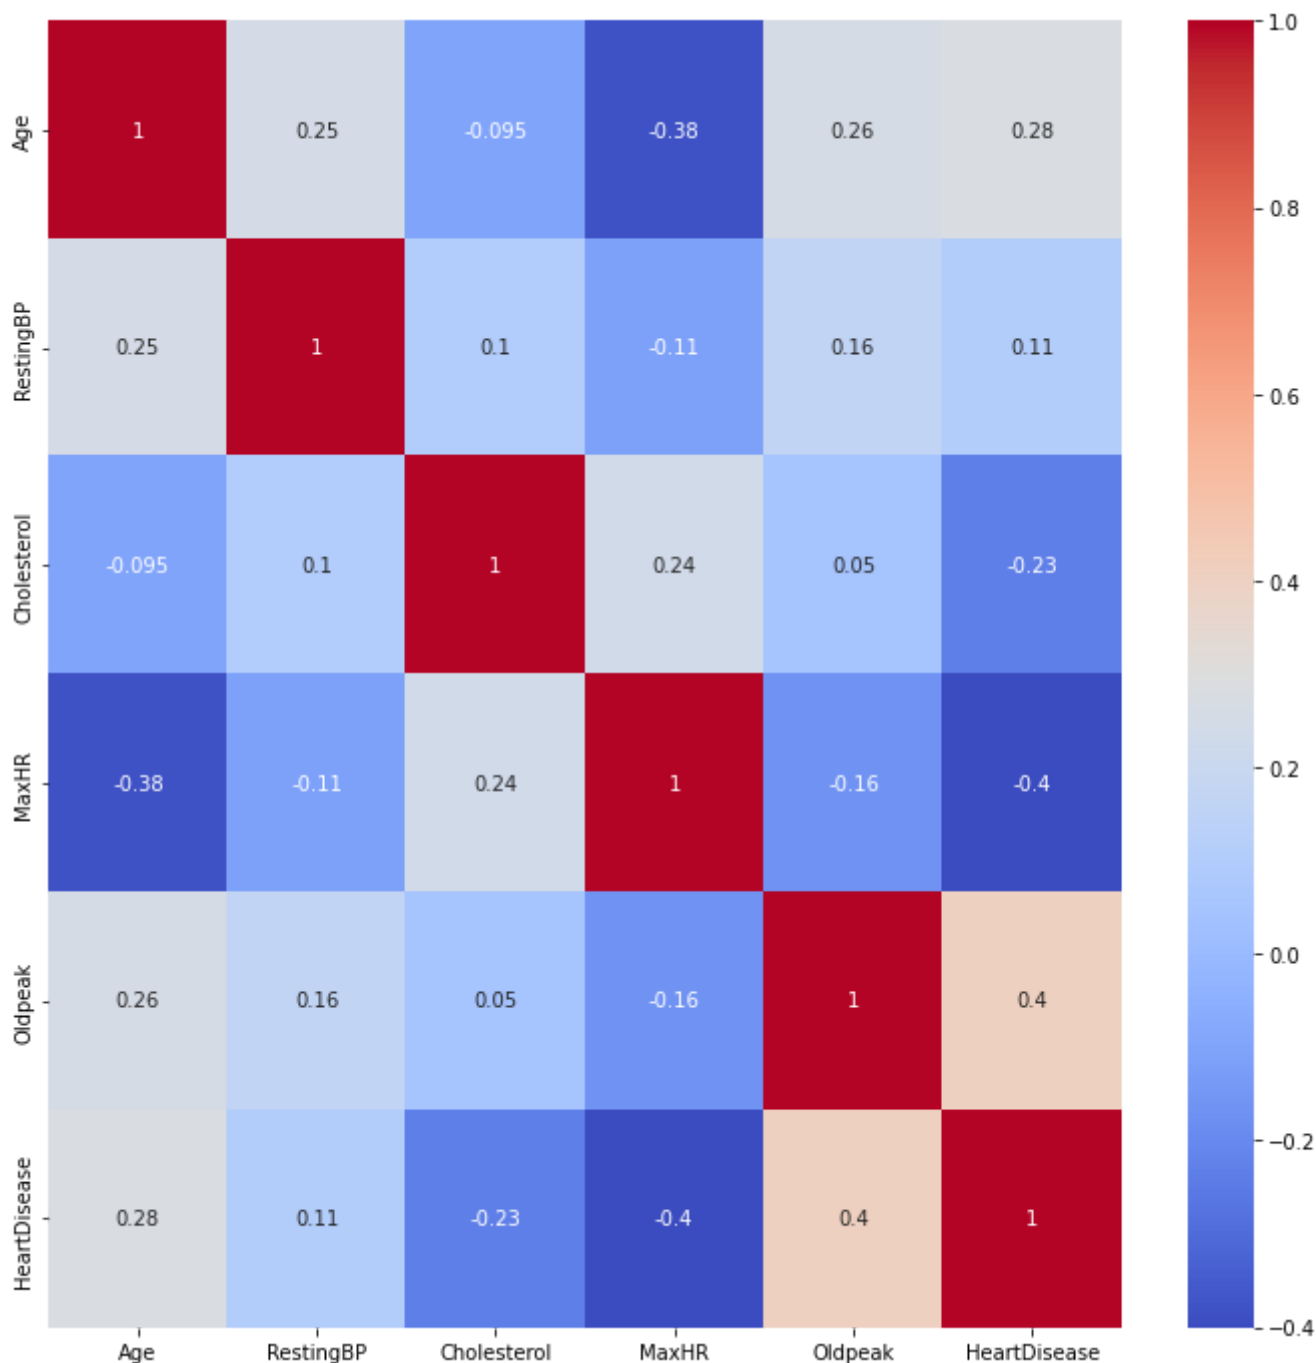 Age 1 0.25 -0.095 -0.38 0.26 0.28
RestingBP 0.25 1 0.1 -0.11 0.16 0.11
Cholesterol -0.095 0.1 1 0.24 0.05 -0.23
MaxHR -0.38 -0.11 0.24 1 -0.16 -0.4
Oldpeak 0.26 0.16 0.05 -0.16 1 0.4
HeartDisease 0.28 0.11 -0.23 -0.4 0.4 1
Age RestingBP Cholesterol MaxHR Oldpeak HeartDisease
1.0
0.8
0.6
0.4
0.2
0.0
−0.2
−0.4